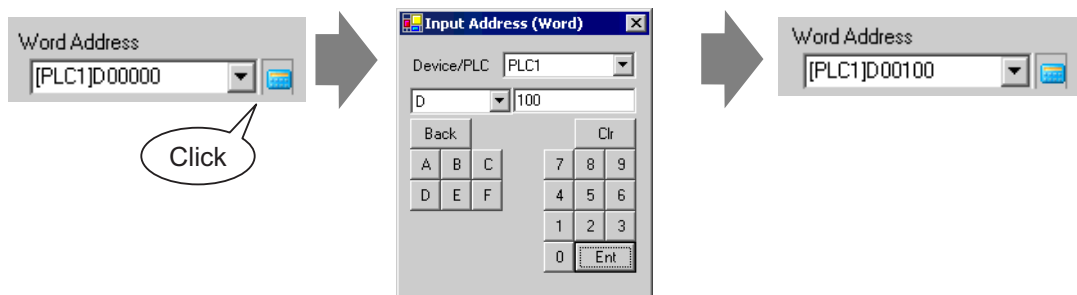 Word Address
[PLC1]D00000
Click
Input Address (Word)
Device/PLC PLC1
D 100
Back Clr
A B C 7 8 9
D E F 4 5 6
1 2 3
0 Ent
Word Address
[PLC1]D00100